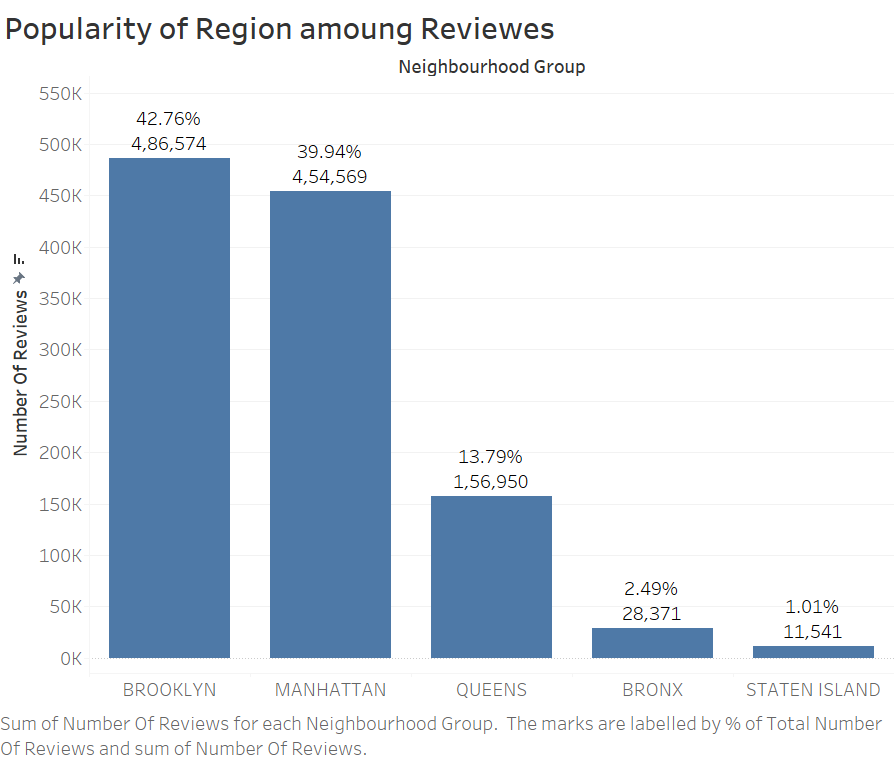 Popularity of Region amoung Reviewes
Neighbourhood Group
Number Of Reviews
550K
500K
450K
400K
350K
300K
250K
200K
150K
100K
50K
0K
42.76%
4,86,574
39.94%
4,54,569
13.79%
1,56,950
2.49%
28,371
1.01%
11,541
BROOKLYN
MANHATTAN
QUEENS
BRONX
STATEN ISLAND
Sum of Number Of Reviews for each Neighbourhood Group.  The marks are labelled by % of Total Number
Of Reviews and sum of Number Of Reviews.